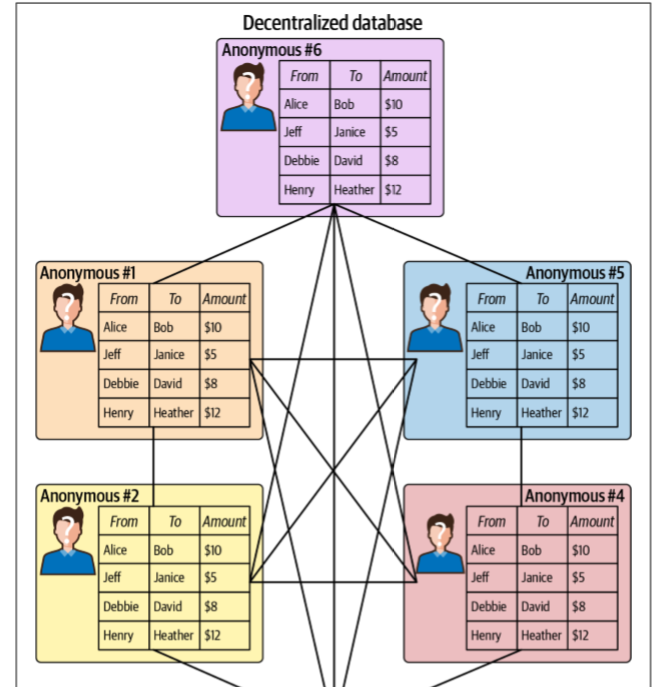 Decentralized database
Anonymous #6
?
From To Amount
Alice Bob $10
Jeff Janice $5
Debbie David $8
Henry Heather $12
Anonymous #1
?
From To Amount
Alice Bob $10
Jeff Janice $5
Debbie David $8
Henry Heather $12
Anonymous #5
?
From To Amount
Alice Bob $10
Jeff Janice $5
Debbie David $8
Henry Heather $12
Anonymous #2
?
From To Amount
Alice Bob $10
Jeff Janice $5
Debbie David $8
Henry Heather $12
Anonymous #4
?
From To Amount
Alice Bob $10
Jeff Janice $5
Debbie David $8
Henry Heather $12